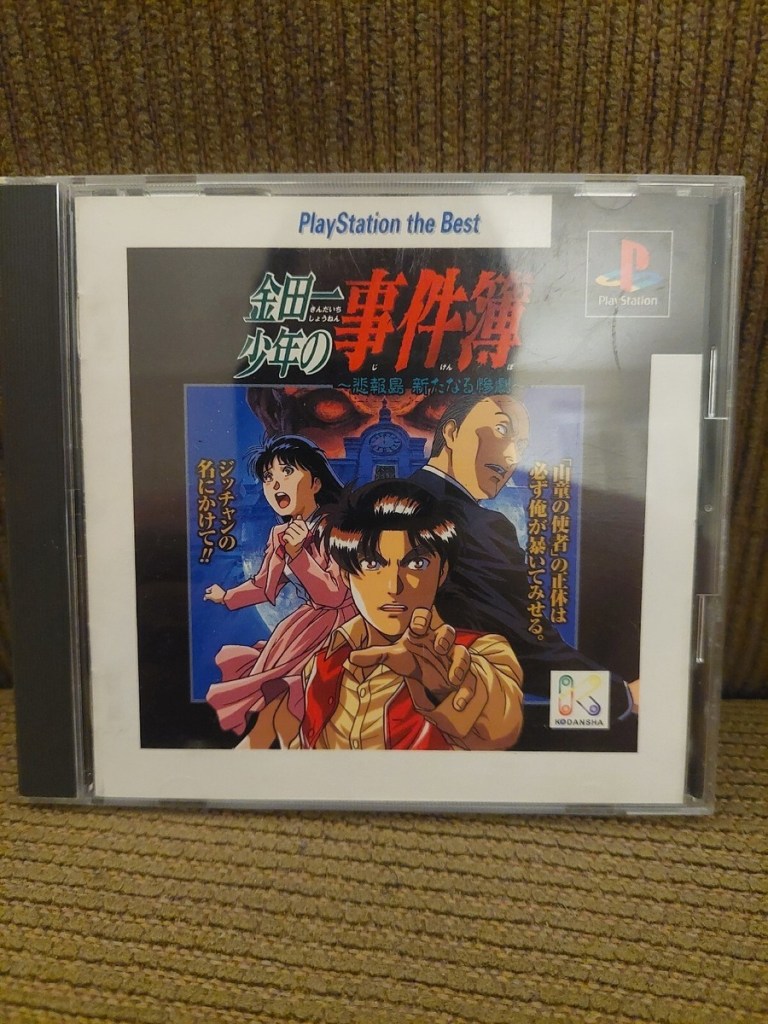 PlayStation the Best
PlayStation
金田一
きんだいち
少年の
しょうねん
事件簿
じ けん ぼ
～悲報島 新たなる惨劇～
「山童の使者」の正体は
必ず俺が暴いてみせる。
ジッチャンの
名にかけて!!
KODANSHA